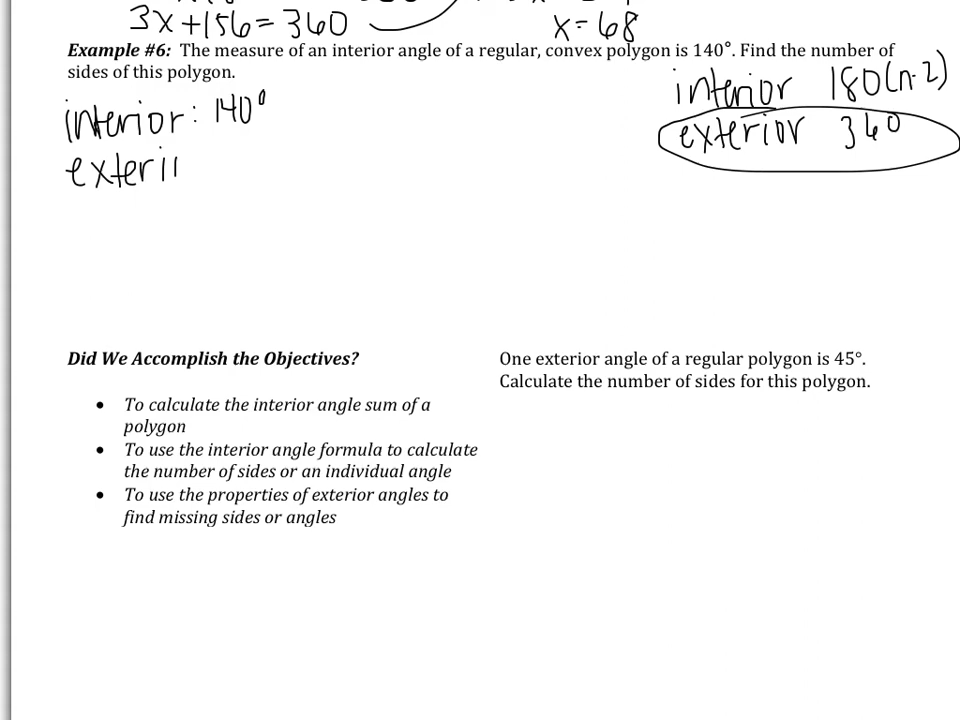 3x+156=360
x=68
Example #6: The measure of an interior angle of a regular, convex polygon is 140°. Find the number of
sides of this polygon.
interior 180(n-2)
exterior 360
interior: 140°
exteri
Did We Accomplish the Objectives?
• To calculate the interior angle sum of a
polygon
• To use the interior angle formula to calculate
the number of sides or an individual angle
• To use the properties of exterior angles to
find missing sides or angles
One exterior angle of a regular polygon is 45°.
Calculate the number of sides for this polygon.